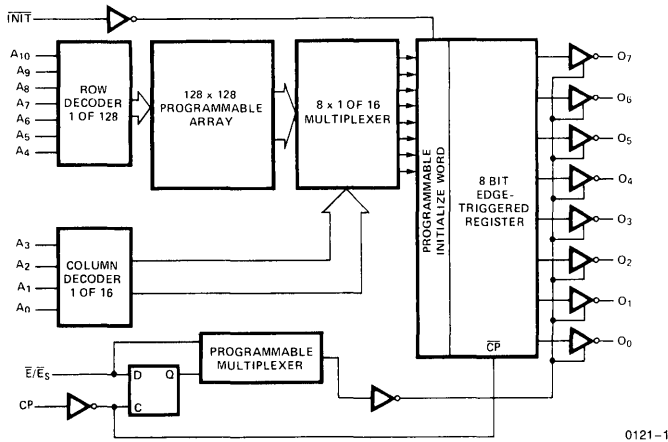 INIT
A10
A9
A8
A7
A6
A5
A4
ROW
DECODER
1 OF 128
128 x 128
PROGRAMMABLE
ARRAY
8 x 1 OF 16
MULTIPLEXER
PROGRAMMABLE
INITIALIZE WORD
8 BIT
EDGE-
TRIGGERED
REGISTER
CP
O7
O6
O5
O4
O3
O2
O1
O0
A3
A2
A1
A0
COLUMN
DECODER
1 OF 16
E/ES
CP
D Q
C
PROGRAMMABLE
MULTIPLEXER
0121-1